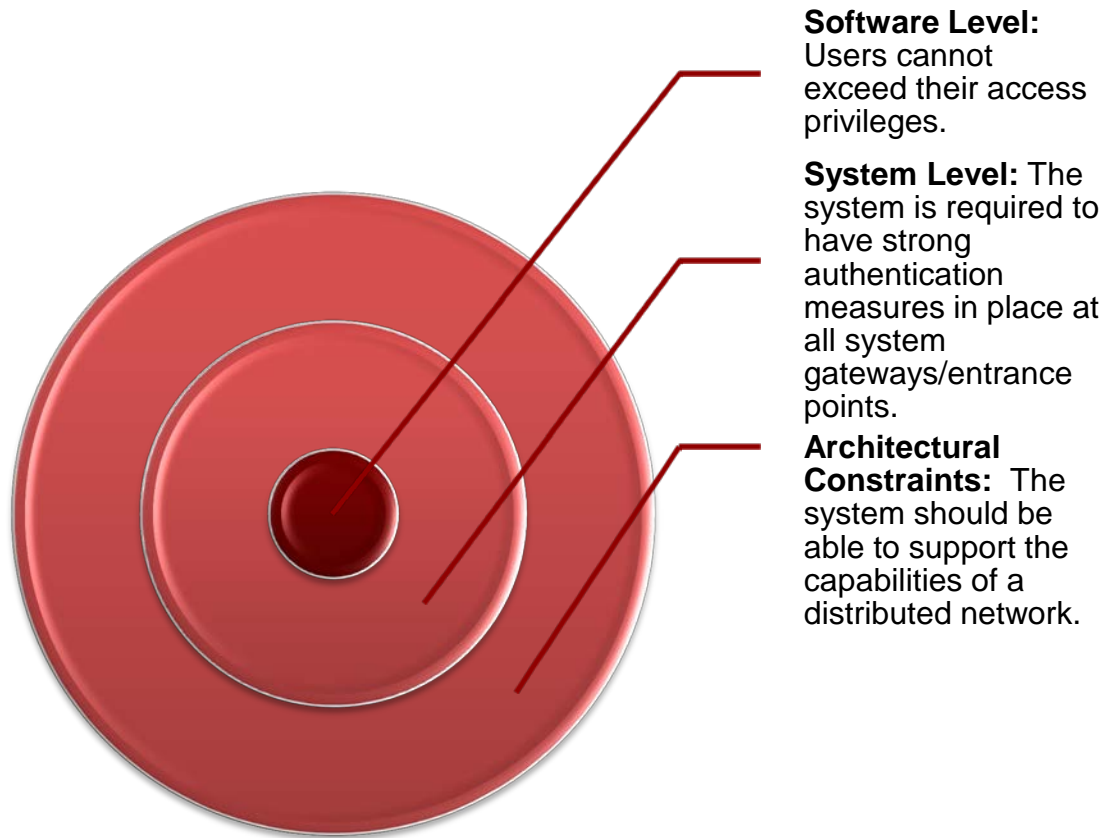 Software Level:
Users cannot
exceed their access
privileges.
System Level: The
system is required to
have strong
authentication
measures in place at
all system
gateways/entrance
points.
Architectural
Constraints:  The
system should be
able to support the
capabilities of a
distributed network.